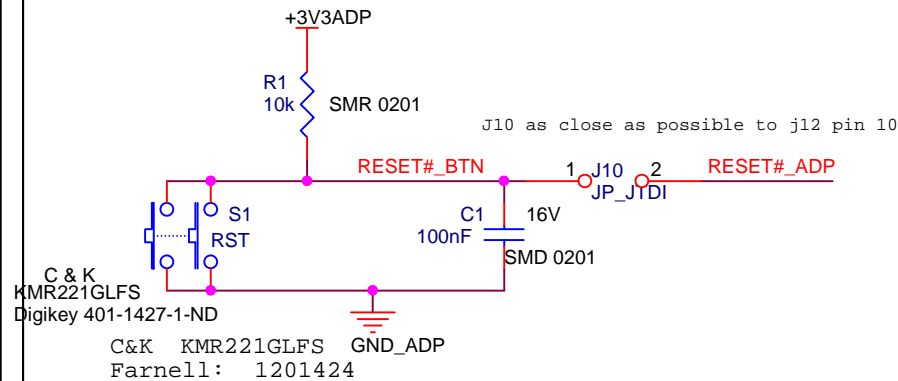 +3V3ADP
R1
10k
SMR 0201
J10 as close as possible to j12 pin 10
RESET#_BTN
1
J10
2
RESET#_ADP
JP_JTDI
S1
RST
C1
16V
100nF
SMD 0201
C & K
KMR221GLFS
Digikey 401-1427-1-ND
C&K KMR221GLFS
GND_ADP
Farnell: 1201424